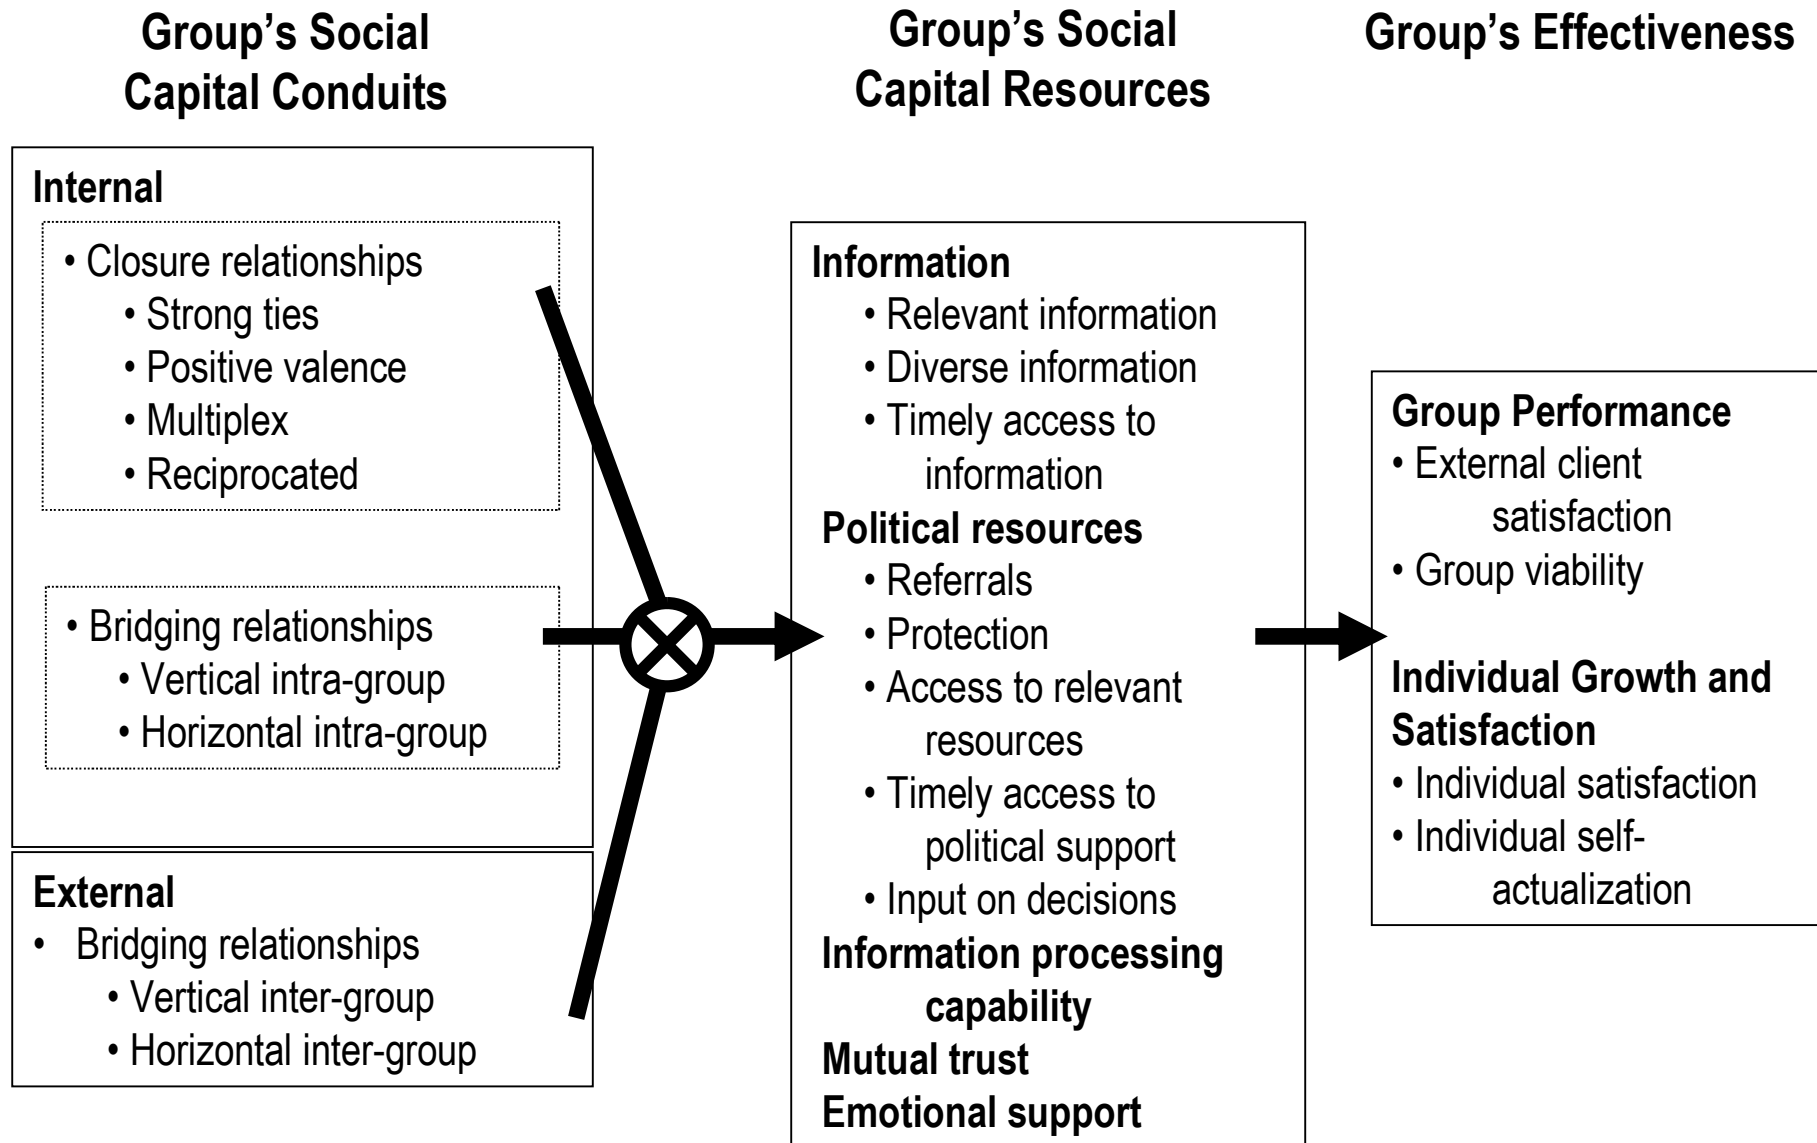 Group’s Social
Capital Conduits
Internal
• Closure relationships
• Strong ties
• Positive valence
• Multiplex
• Reciprocated
• Bridging relationships
• Vertical intra-group
• Horizontal intra-group
External
• Bridging relationships
• Vertical inter-group
• Horizontal inter-group
Group’s Social
Capital Resources
Information
• Relevant information
• Diverse information
• Timely access to
information
Political resources
• Referrals
• Protection
• Access to relevant
resources
• Timely access to
political support
• Input on decisions
Information processing
capability
Mutual trust
Emotional support
Group’s Effectiveness
Group Performance
• External client
satisfaction
• Group viability
Individual Growth and
Satisfaction
• Individual satisfaction
• Individual self-
actualization